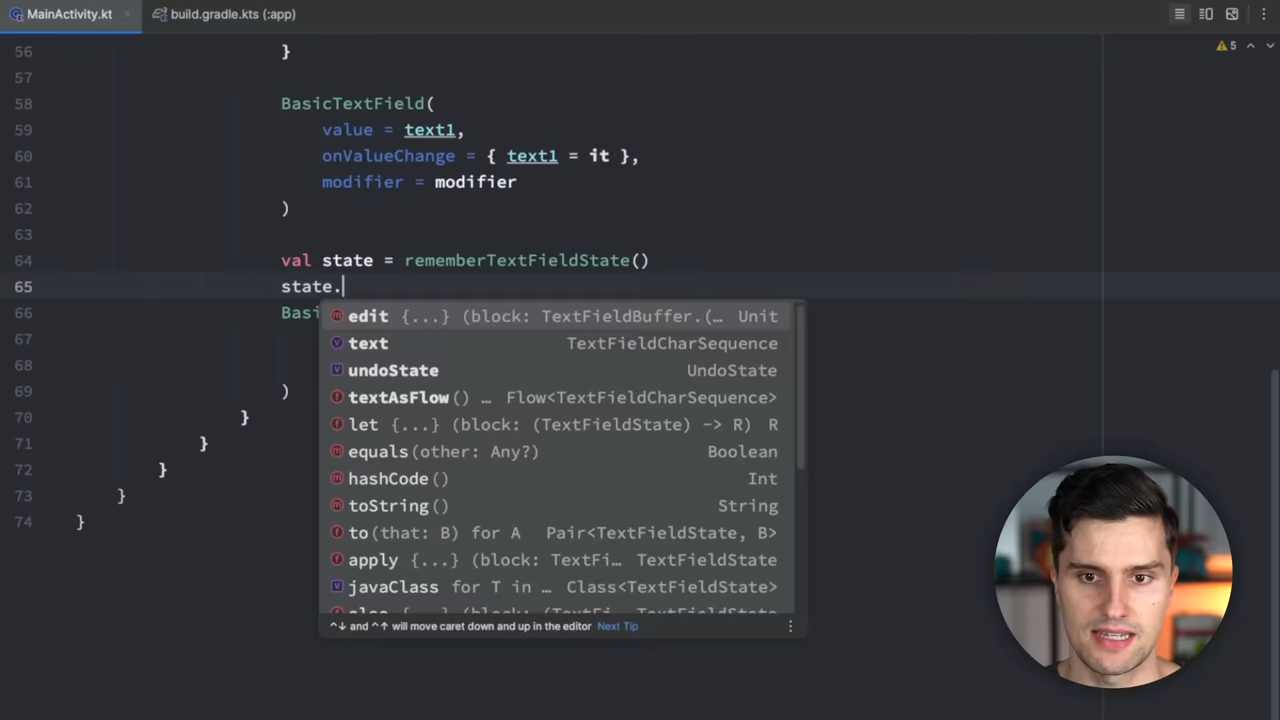 MainActivity.kt
build.gradle.kts (:app)
5
56 }
57
58 BasicTextField(
59 value = text1,
60 onValueChange = { text1 = it },
61 modifier = modifier
62 )
63
64 val state = rememberTextFieldState()
65 state.
66 Basi
67
68
69 )
70 }
71 }
72 }
73 }
74 }
edit {...} (block: TextFieldBuffer.(… Unit
text TextFieldCharSequence
undoState UndoState
textAsFlow() … Flow<TextFieldCharSequence>
let {...} (block: (TextFieldState) -> R) R
equals(other: Any?) Boolean
hashCode() Int
toString() String
to(that: B) for A Pair<TextFieldState, B>
apply {...} (block: TextFi… TextFieldState
javaClass for T in … Class<TextFieldState>
^↓ and ^↑ will move caret down and up in the editor Next Tip